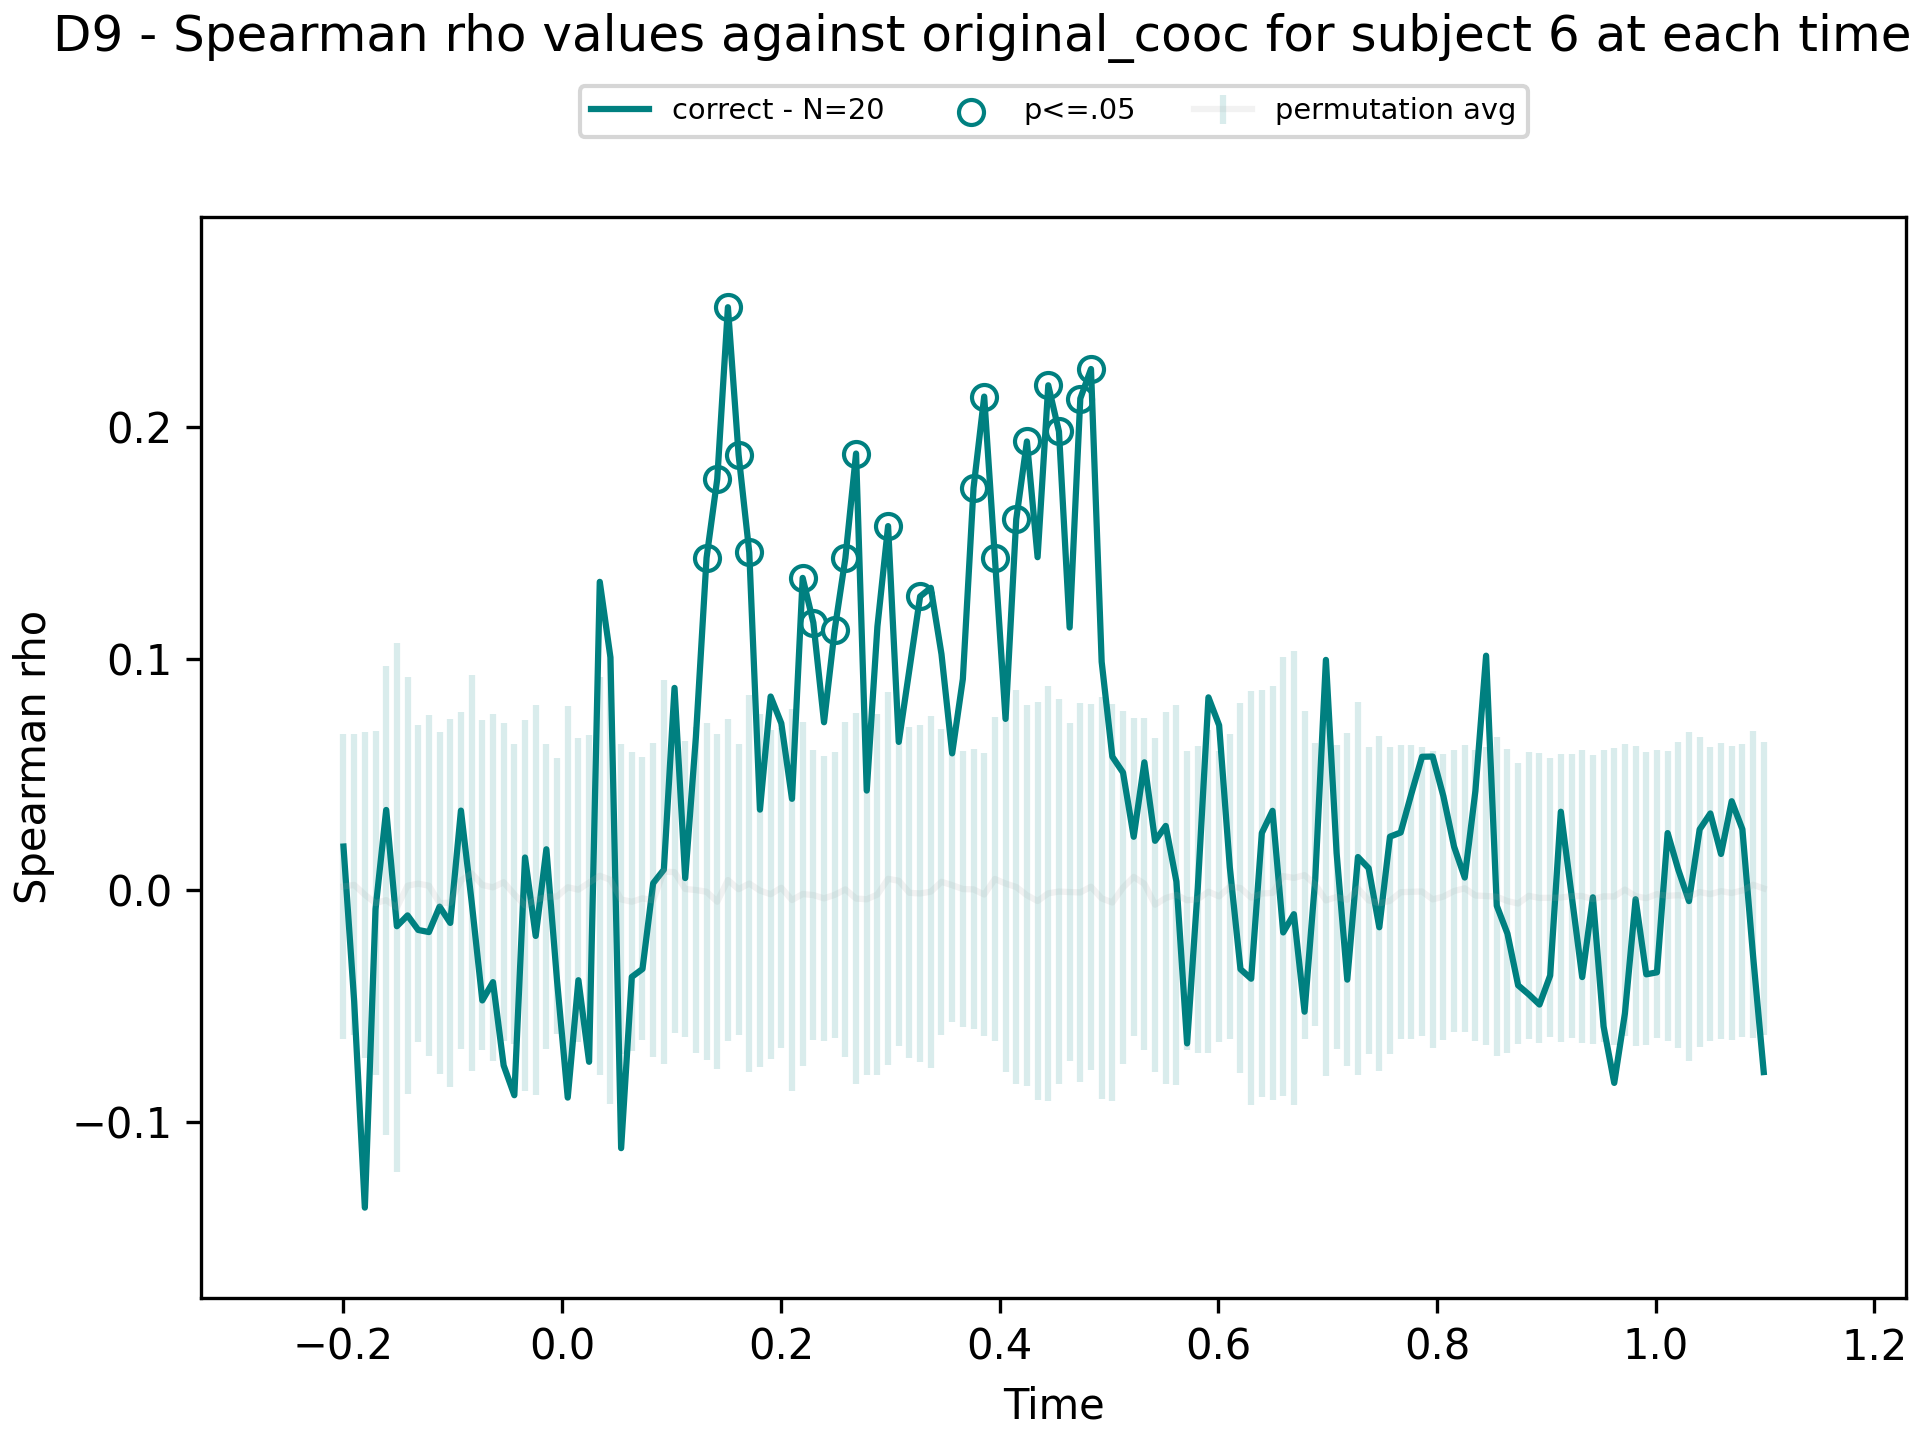 D9 - Spearman rho values against original_cooc for subject 6 at each time
correct - N=20
p<=.05
permutation avg
Spearman rho
0.2
0.1
0.0
−0.1
−0.2
0.0
0.2
0.4
0.6
0.8
1.0
1.2
Time